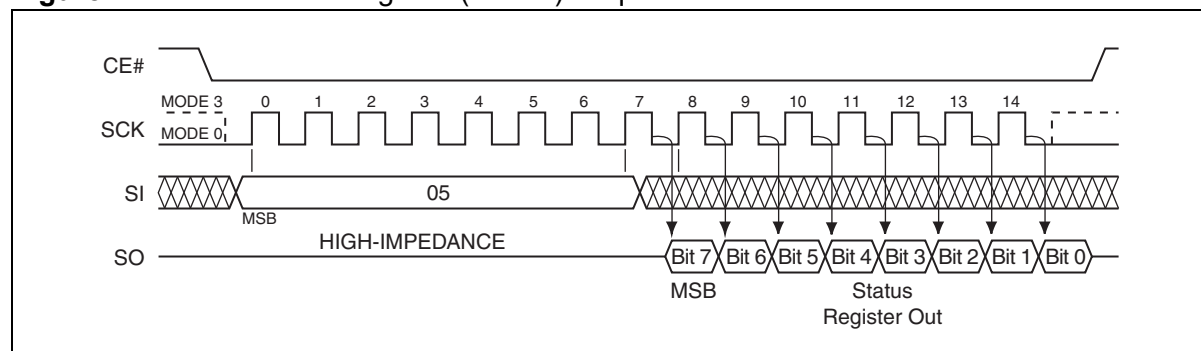 CE#
MODE 3 0 1 2 3 4 5 6 7 8 9 10 11 12 13 14
SCK MODE 0
SI 05
MSB
HIGH-IMPEDANCE
SO Bit 7 Bit 6 Bit 5 Bit 4 Bit 3 Bit 2 Bit 1 Bit 0
MSB Status
Register Out